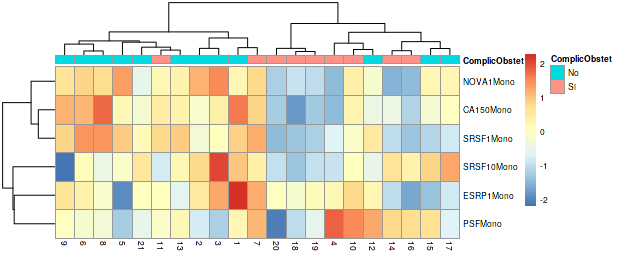 ComplicObstet
ComplicObstet
No
Si
NOVA1Mono
CA150Mono
SRSF1Mono
SRSF10Mono
ESRP1Mono
PSFMono
2
1
0
-1
-2
9 6 8 5 21 11 13 2 3 1 7 20 18 19 4 10 12 14 16 15 17